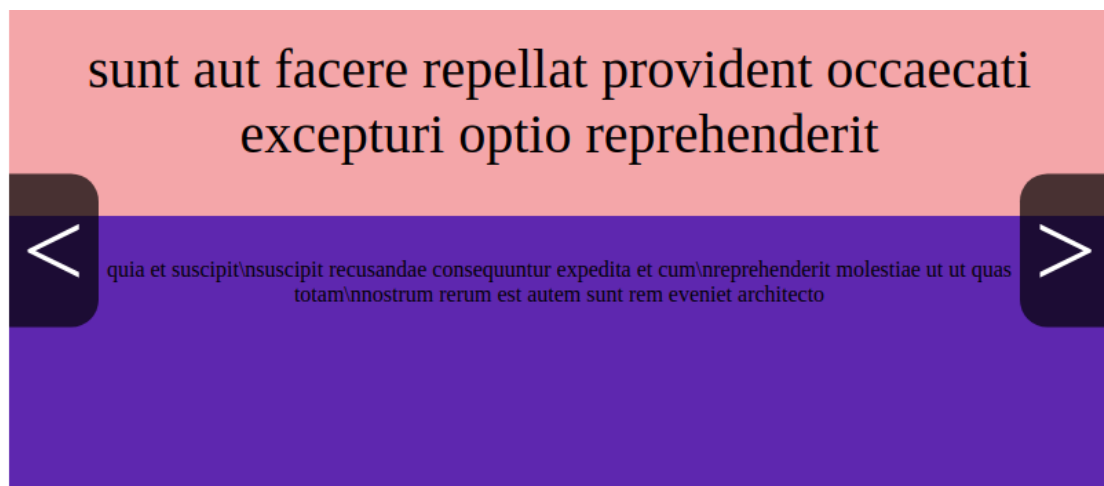 sunt aut facere repellat provident occaecati
excepturi optio reprehenderit
<
>
quia et suscipit\nsuscipit recusandae consequuntur expedita et cum\nreprehenderit molestiae ut ut quas
totam\nnostrum rerum est autem sunt rem eveniet architecto